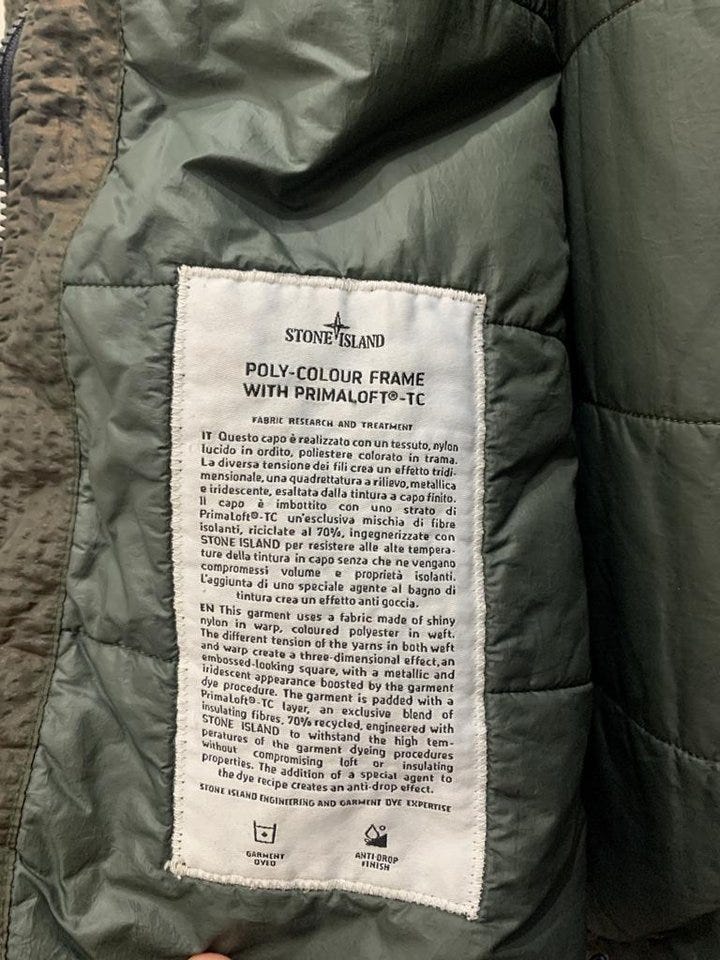 STONE ISLAND
POLY-COLOUR FRAME
WITH PRIMALOFT®-TC
FABRIC RESEARCH AND TREATMENT
IT Questo capo è realizzato con un tessuto, nylon
lucido in ordito, poliestere colorato in trama.
La diversa tensione dei fili crea un effetto tridi-
mensionale, una quadrettatura a rilievo, metallica
e iridescente, esaltata dalla tintura a capo finito.
Il capo è imbottito con uno strato di
PrimaLoft®-TC un'esclusiva mischia di fibre
isolanti, riciclate al 70%, ingegnerizzate con
STONE ISLAND per resistere alle alte tempera-
ture della tintura in capo senza che ne vengano
compromessi volume e proprietà isolanti.
L'aggiunta di uno speciale agente al bagno di
tintura crea un effetto anti goccia.
EN This garment uses a fabric made of shiny
nylon in warp, coloured polyester in weft.
The different tension of the yarns in both weft
and warp create a three-dimensional effect, an
embossed-looking square, with a metallic and
iridescent appearance boosted by the garment
dye procedure. The garment is padded with a
PrimaLoft®-TC layer, an exclusive blend of
insulating fibres, 70% recycled, engineered with
STONE ISLAND to withstand the high tem-
peratures of the garment dyeing procedures
without compromising loft or insulating
properties. The addition of a special agent to
the dye recipe creates an anti-drop effect.
STONE ISLAND ENGINEERING AND GARMENT DYE EXPERTISE
GARMENT
DYED
ANTI-DROP
FINISH